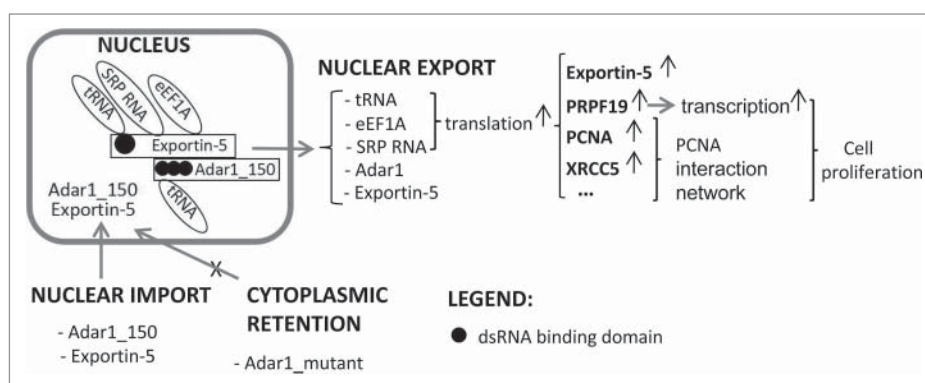 NUCLEUS
tRNA
SRP RNA
eEF1A
Exportin-5
Adar1_150
tRNA
Adar1_150
Exportin-5
NUCLEAR IMPORT
- Adar1_150
- Exportin-5
X
CYTOPLASMIC
RETENTION
- Adar1_mutant
NUCLEAR EXPORT
- tRNA
- eEF1A
- SRP RNA
- Adar1
- Exportin-5
translation ↑
Exportin-5 ↑
PRPF19 ↑ → transcription ↑
PCNA ↑
XRCC5 ↑
...
PCNA
interaction
network
Cell
proliferation
LEGEND:
● dsRNA binding domain